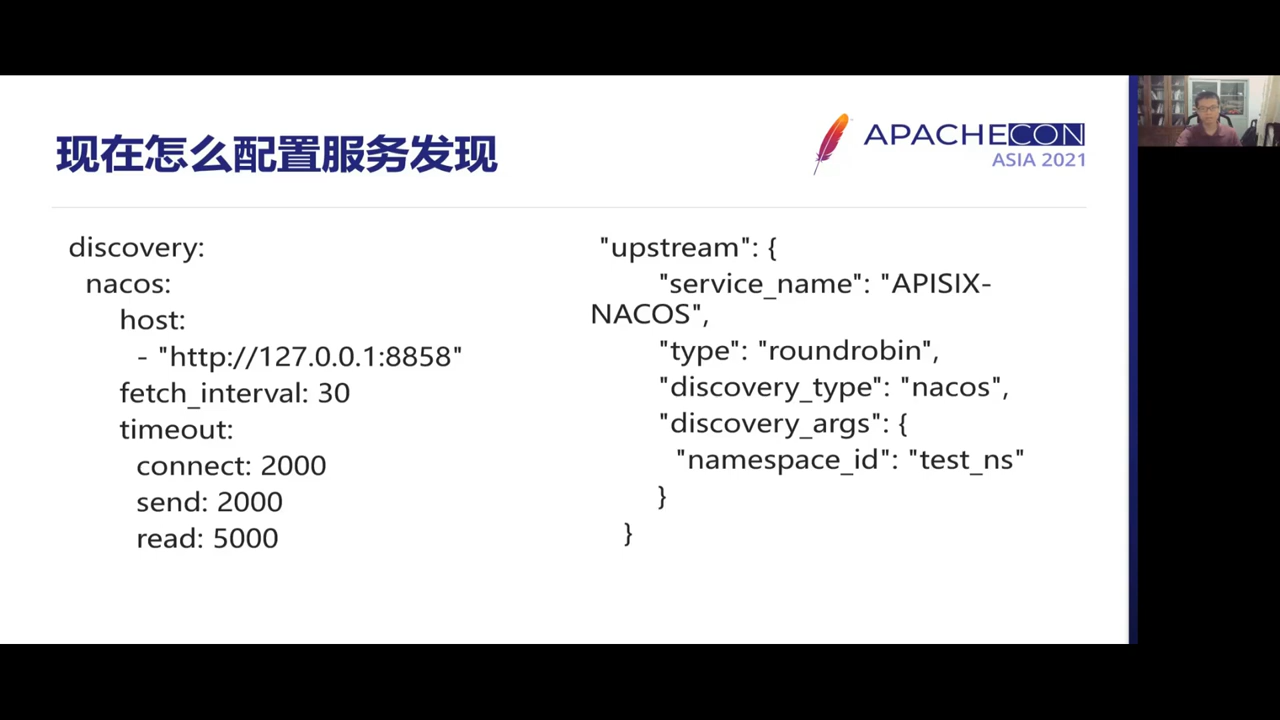 现在怎么配置服务发现
APACHECON
ASIA 2021
discovery:
nacos:
host:
- "http://127.0.0.1:8858"
fetch_interval: 30
timeout:
connect: 2000
send: 2000
read: 5000
"upstream": {
"service_name": "APISIX-
NACOS",
"type": "roundrobin",
"discovery_type": "nacos",
"discovery_args": {
"namespace_id": "test_ns"
}
}